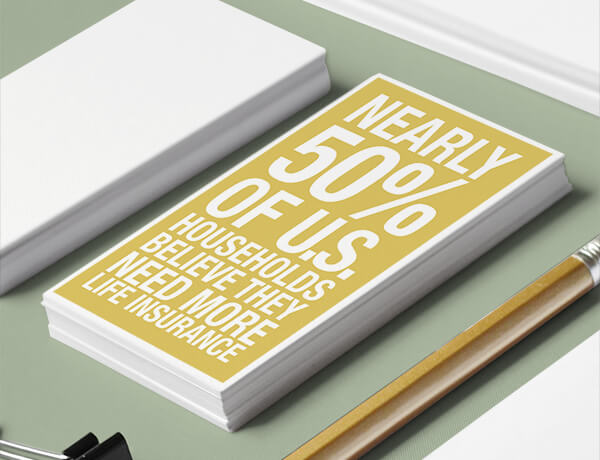 NEARLY
50%
OF U.S.
HOUSEHOLDS
BELIEVE THEY
NEED MORE
LIFE INSURANCE